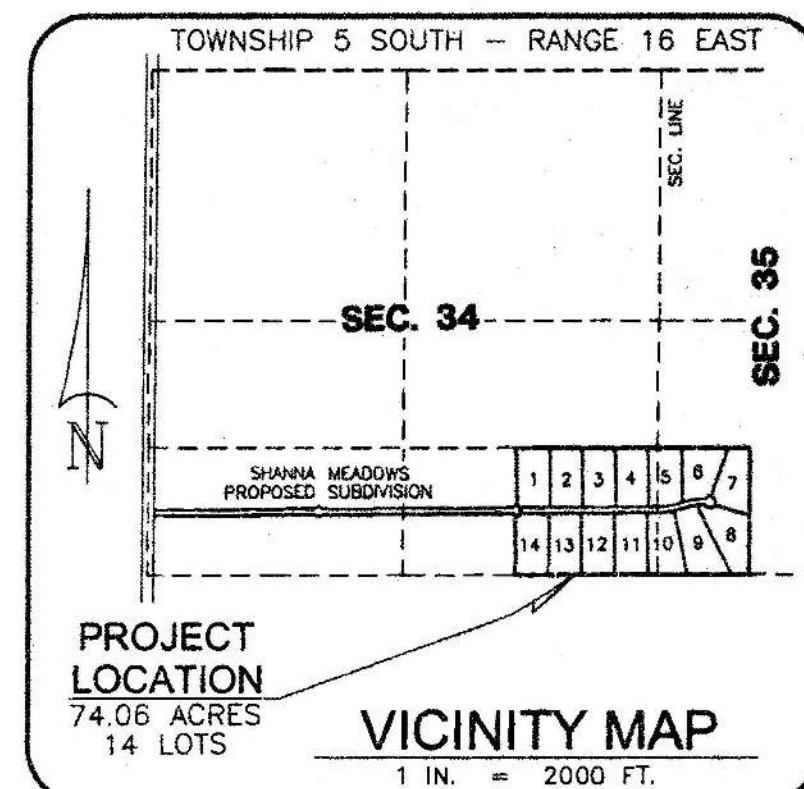 TOWNSHIP 5 SOUTH – RANGE 16 EAST
SEC. LINE
SEC. 34
SEC. 35
N
SHANNA MEADOWS
PROPOSED SUBDIVISION
1 2 3 4 5 6 7
14 13 12 11 10 9 8
PROJECT
LOCATION
74.06 ACRES
14 LOTS
VICINITY MAP
1 IN. = 2000 FT.